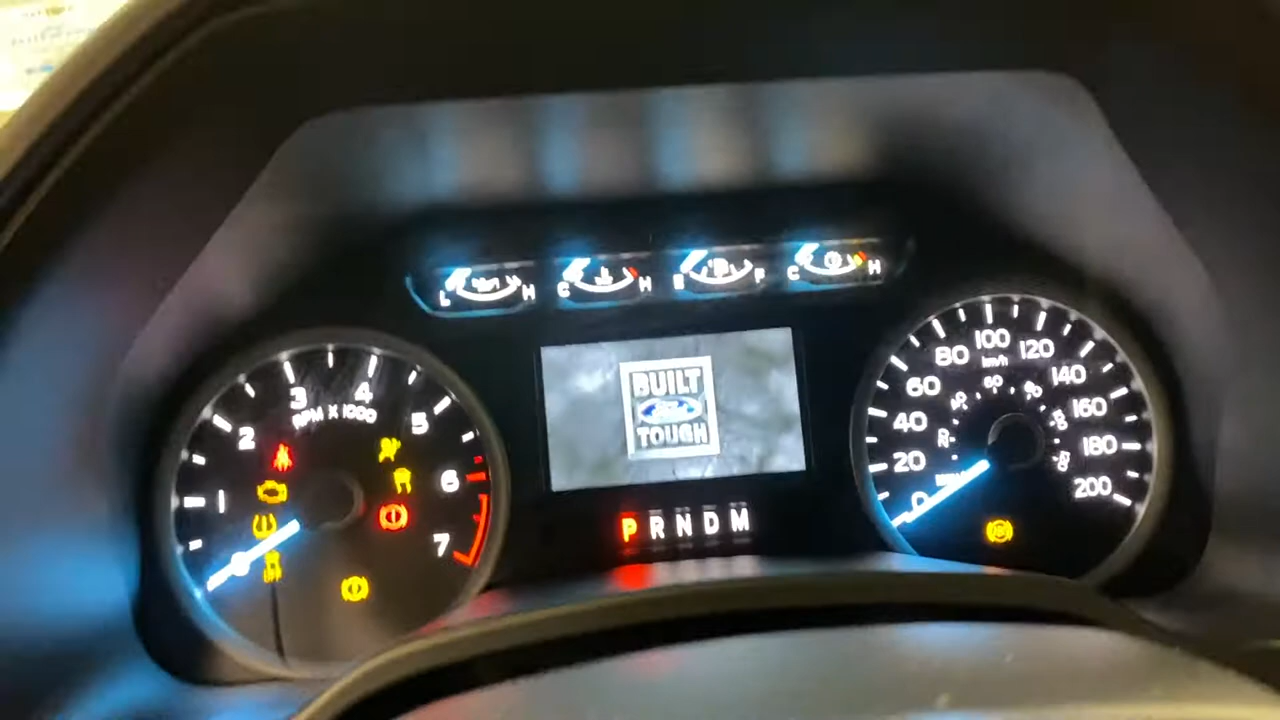 L H C H E F C H
BUILT
Ford
TOUGH
1 2 3 4 5 6 7
RPM X 1000
P R N D M
0 20 40 60 80 100 120 140 160 180 200
km/h
60